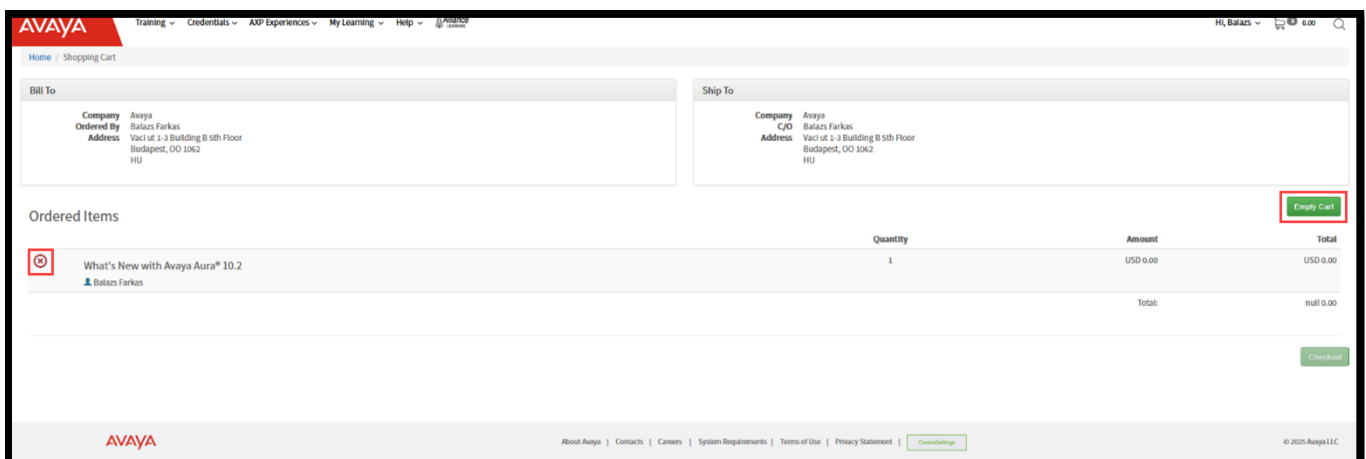 AVAYA Training Credentials AXP Experiences My Learning Help Alliance LEARNING Hi, Balazs 0.00
Home / Shopping Cart
Bill To
Company Avaya
Ordered By Balazs Farkas
Address Vaci ut 1-3 Building B 5th Floor
Budapest, OO 1062
HU
Ship To
Company Avaya
C/O Balazs Farkas
Address Vaci ut 1-3 Building B 5th Floor
Budapest, OO 1062
HU
Empty Cart
Ordered Items
Quantity Amount Total
What's New with Avaya Aura® 10.2 1 USD 0.00 USD 0.00
Balazs Farkas
Total: null 0.00
Checkout
AVAYA About Avaya | Contacts | Careers | System Requirements | Terms of Use | Privacy Statement | CookieSettings © 2025 Avaya LLC